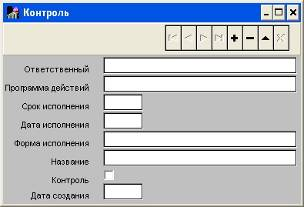 Контроль
Ответственный
Программа действий
Срок исполнения
Дата исполнения
Форма исполнения
Название
Контроль
Дата создания